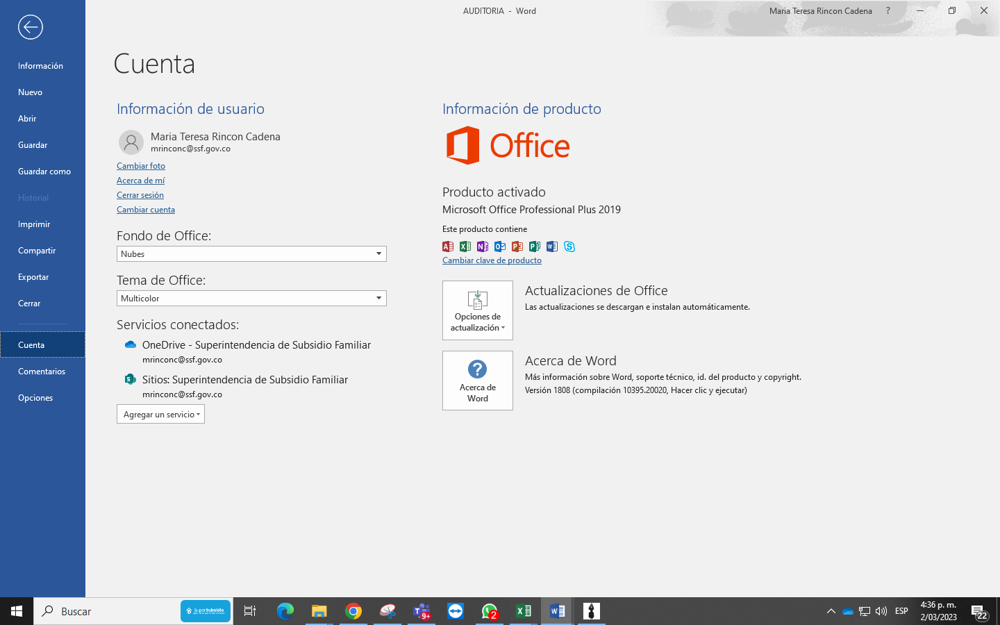 AUDITORIA - Word
Maria Teresa Rincon Cadena ?
Información
Nuevo
Abrir
Guardar
Guardar como
Historial
Imprimir
Compartir
Exportar
Cerrar
Cuenta
Comentarios
Opciones
Cuenta
Información de usuario
Maria Teresa Rincon Cadena
mrinconc@ssf.gov.co
Cambiar foto
Acerca de mí
Cerrar sesión
Cambiar cuenta
Fondo de Office:
Nubes
Tema de Office:
Multicolor
Servicios conectados:
OneDrive - Superintendencia de Subsidio Familiar
mrinconc@ssf.gov.co
Sitios: Superintendencia de Subsidio Familiar
mrinconc@ssf.gov.co
Agregar un servicio
Información de producto
Office
Producto activado
Microsoft Office Professional Plus 2019
Este producto contiene
Cambiar clave de producto
Opciones de
actualización
Actualizaciones de Office
Las actualizaciones se descargan e instalan automáticamente.
Acerca de
Word
Acerca de Word
Más información sobre Word, soporte técnico, id. del producto y copyright.
Versión 1808 (compilación 10395.20020, Hacer clic y ejecutar)
Buscar
SuperSubsidio
9+
2
ESP
4:36 p. m.
2/03/2023
22